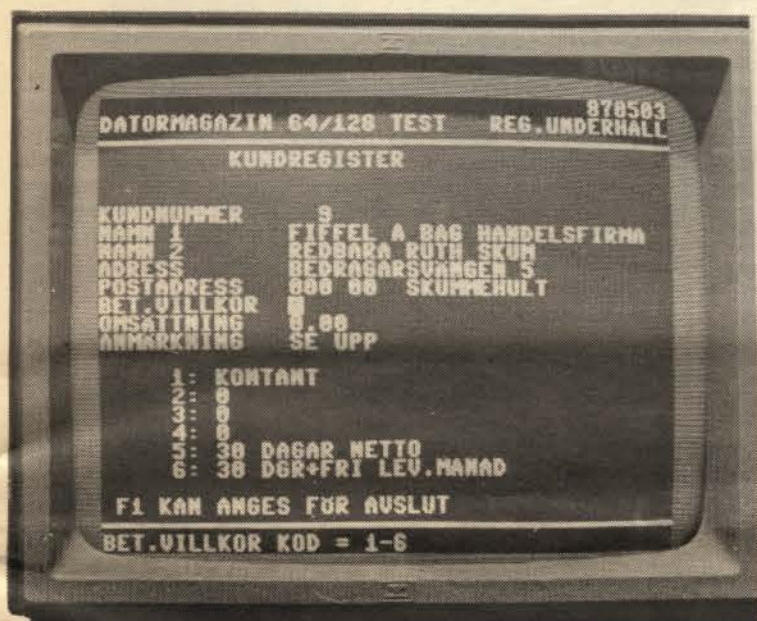 870503
DATORMAGAZIN 64/128 TEST REG.UNDERHALL
KUNDREGISTER
KUNDNUMMER 9
NAMN 1 FIFFEL A BAG HANDELSFIRMA
NAMN 2 REDBARA RUTH SKUM
ADRESS BEDRAGARSVANGEN 5
POSTADRESS 000 00 SKUMMEHULT
BET.VILLKOR
OMSÄTTNING 0.00
ANMÄRKNING SE UPP
1: KONTANT
2: 0
3: 0
4: 0
5: 30 DAGAR NETTO
6: 30 DGR+FRI LEV.MANAD
F1 KAN ANGES FÖR AVSLUT
BET.VILLKOR KOD = 1-6